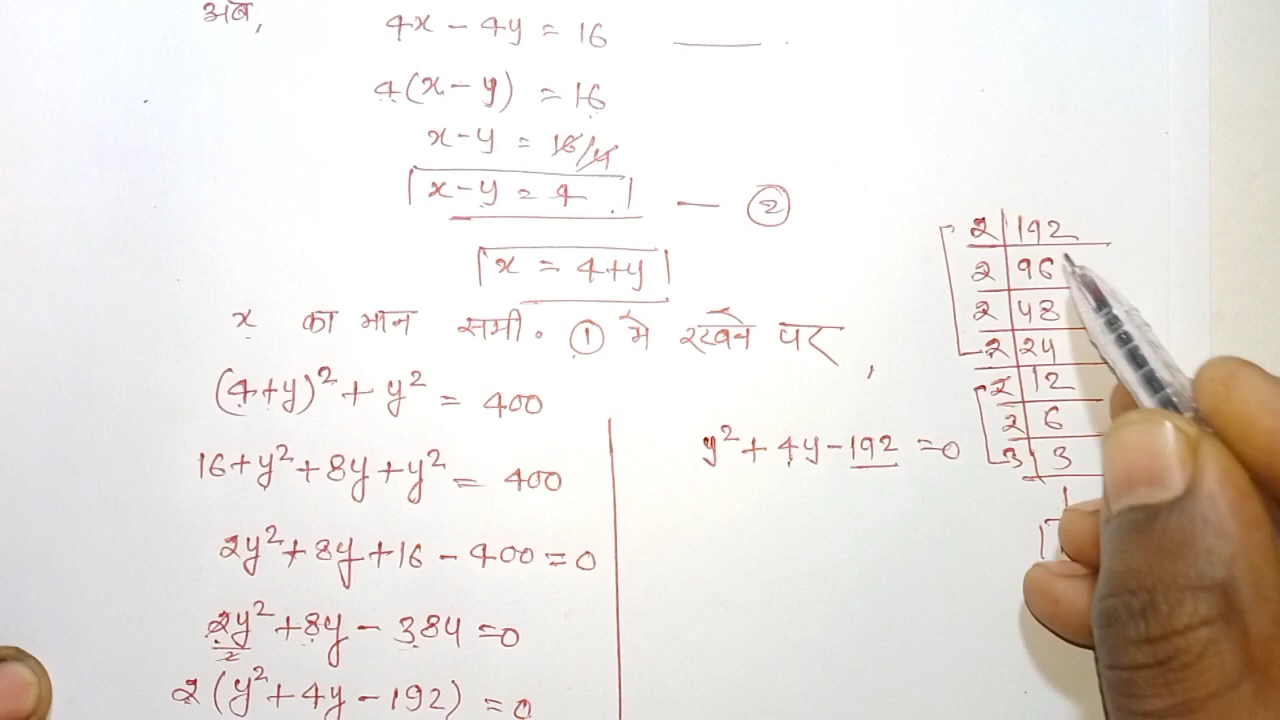 अब,
4x - 4y = 16
4(x - y) = 16
x - y = 16/4
x - y = 4 — ②
x = 4+y
x का मान समी० ① मे रखने पर,
(4+y)² + y² = 400
16+y² + 8y + y² = 400
2y² + 8y + 16 - 400 = 0
2y² + 8y - 384 = 0
2
2(y² + 4y - 192) = 0
y² + 4y - 192 = 0
2 | 192
2 | 96
2 | 48
2 | 24
2 | 12
2 | 6
3 | 3
1